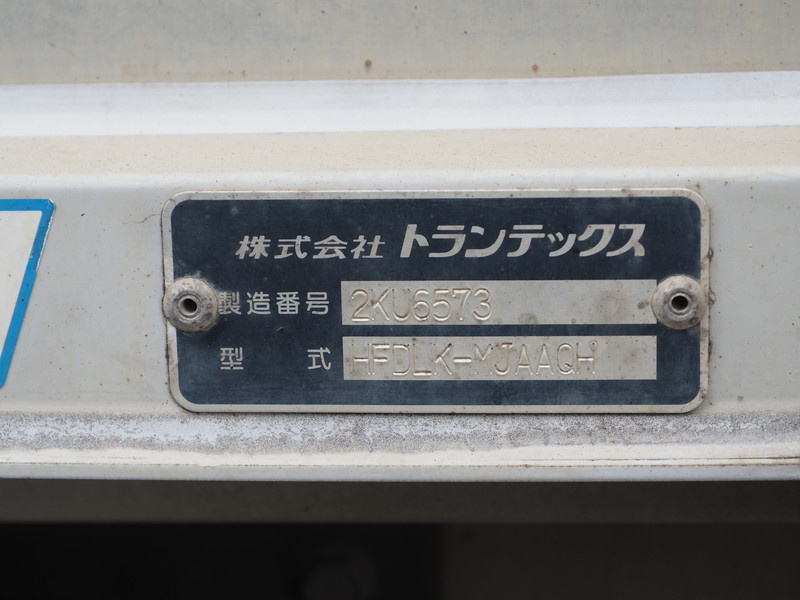 株式会社 トランテックス
製造番号 2KU6573
型式 HFDLK-MJAAQH